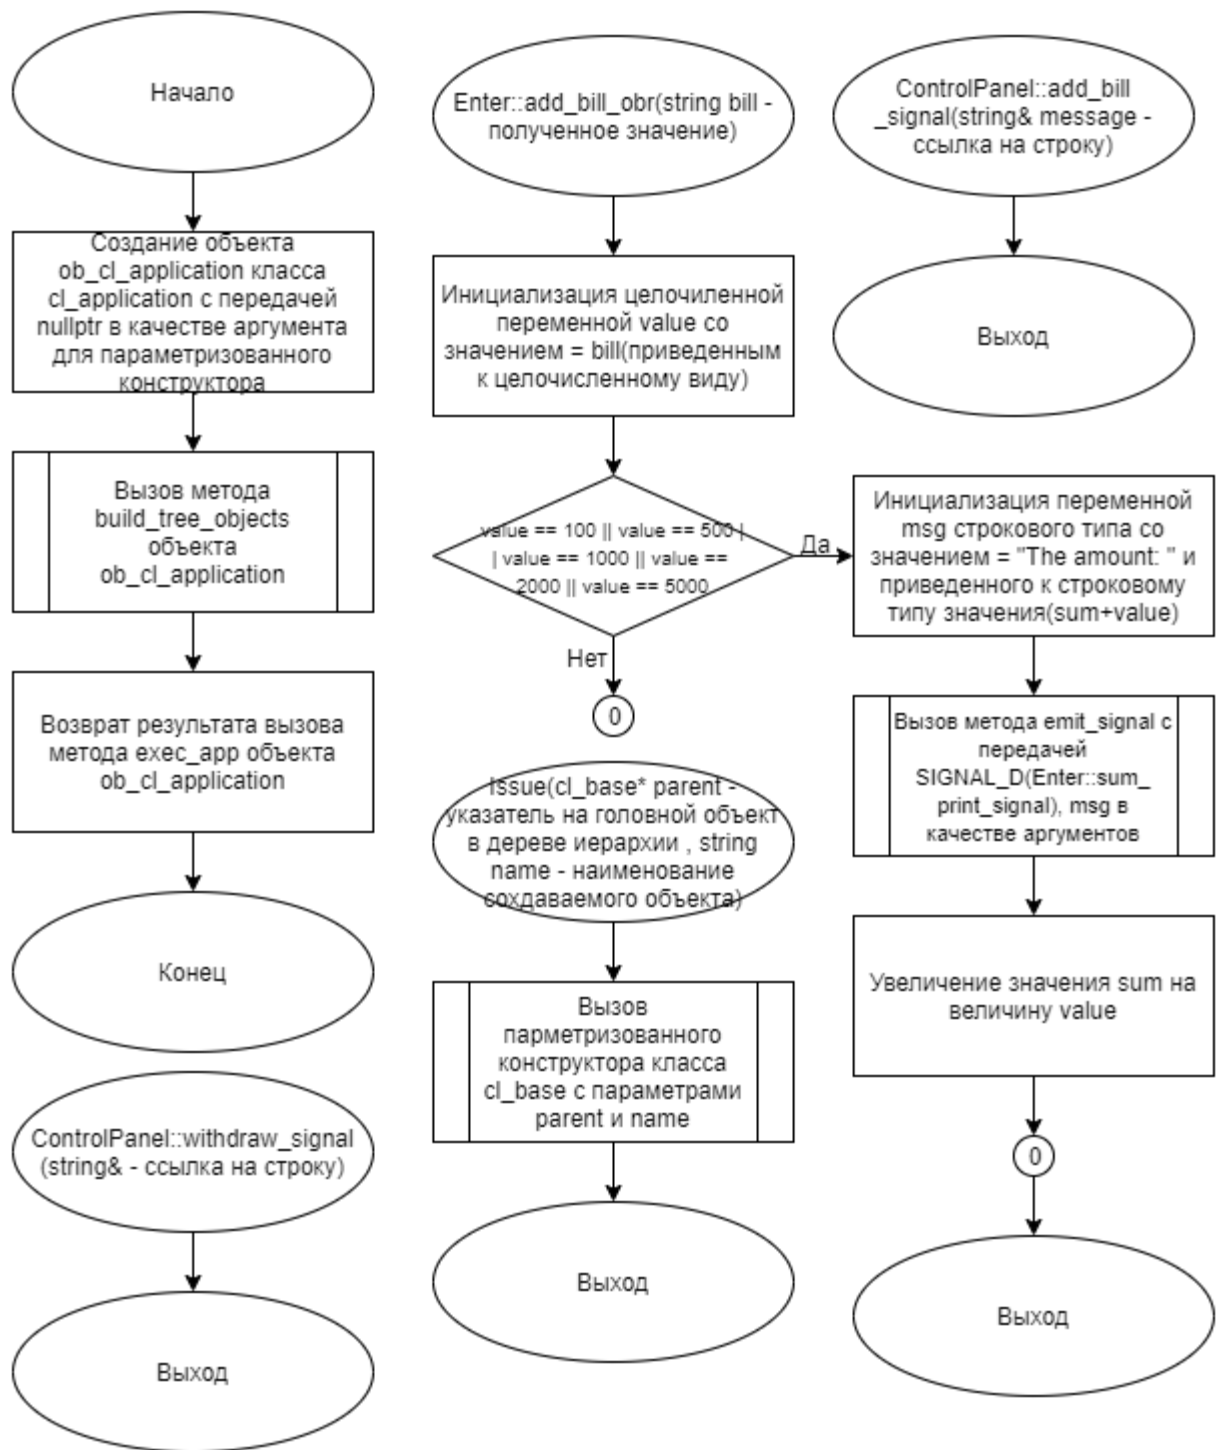 Начало
Создание объекта
ob_cl_application класса
cl_application с передачей
nullptr в качестве аргумента
для параметризованного
конструктора
Вызов метода
build_tree_objects
объекта
ob_cl_application
Возврат результата вызова
метода exec_app объекта
ob_cl_application
Конец
ControlPanel::withdraw_signal
(string& - ссылка на строку)
Выход
Enter::add_bill_obr(string bill -
полученное значение)
Инициализация целочиленной
переменной value со
значением = bill(приведенным
к целочисленному виду)
value == 100 || value == 500 |
| value == 1000 || value ==
2000 || value == 5000
Да
Нет
0
Issue(cl_base* parent -
указатель на головной объект
в дереве иерархии , string
name - наименование
сохдаваемого объекта)
Вызов
парметризованного
конструктора класса
cl_base с параметрами
parent и name
Выход
ControlPanel::add_bill
_signal(string& message -
ссылка на строку)
Выход
Инициализация переменной
msg строкового типа со
значением = "The amount: " и
приведенного к строковому
типу значения(sum+value)
Вызов метода emit_signal с
передачей
SIGNAL_D(Enter::sum_
print_signal), msg в
качестве аргументов
Увеличение значения sum на
величину value
0
Выход